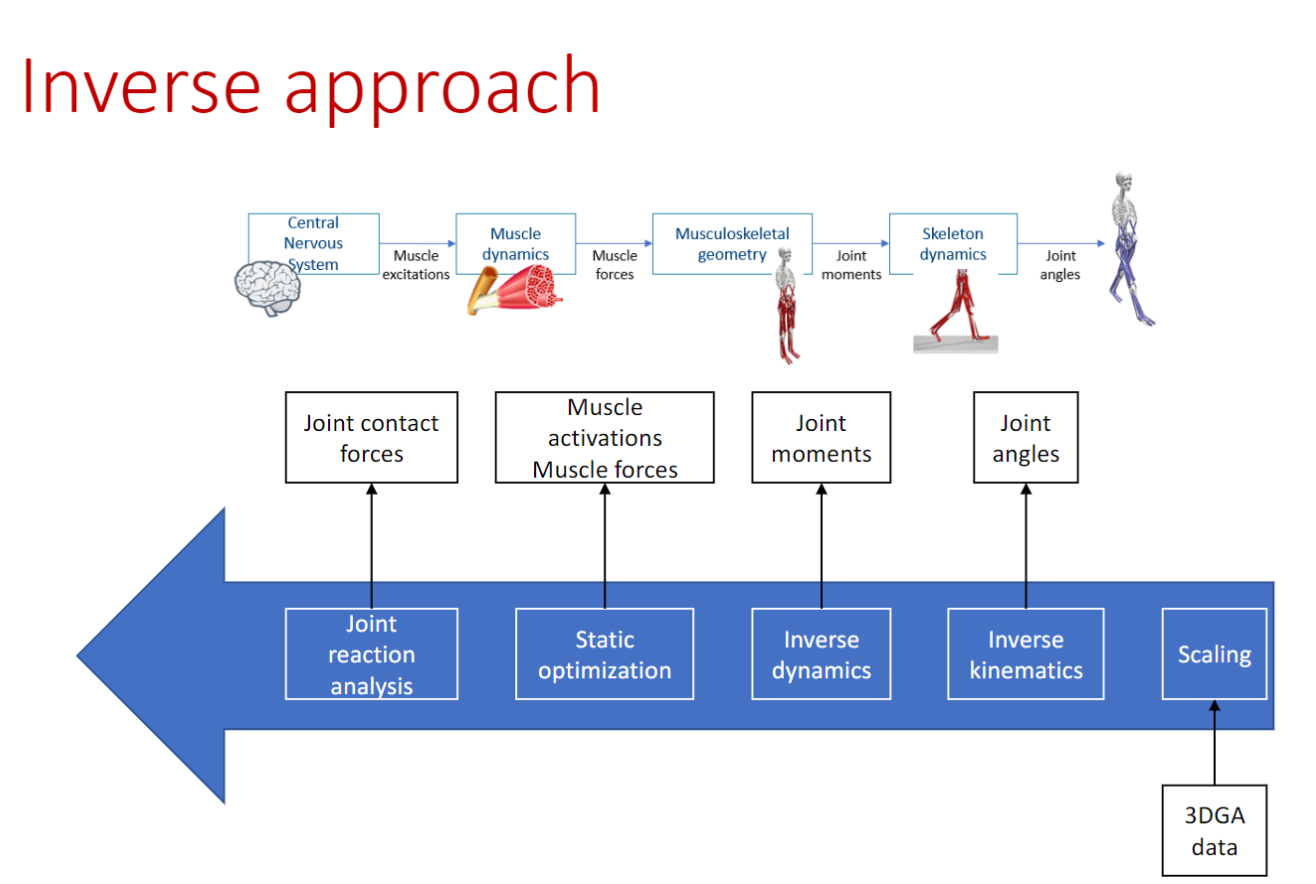 Inverse approach
Central
Nervous
System
Muscle
excitations
Muscle
dynamics
Muscle
forces
Musculoskeletal
geometry
Joint
moments
Skeleton
dynamics
Joint
angles
Joint contact
forces
Muscle
activations
Muscle forces
Joint
moments
Joint
angles
Joint
reaction
analysis
Static
optimization
Inverse
dynamics
Inverse
kinematics
Scaling
3DGA
data